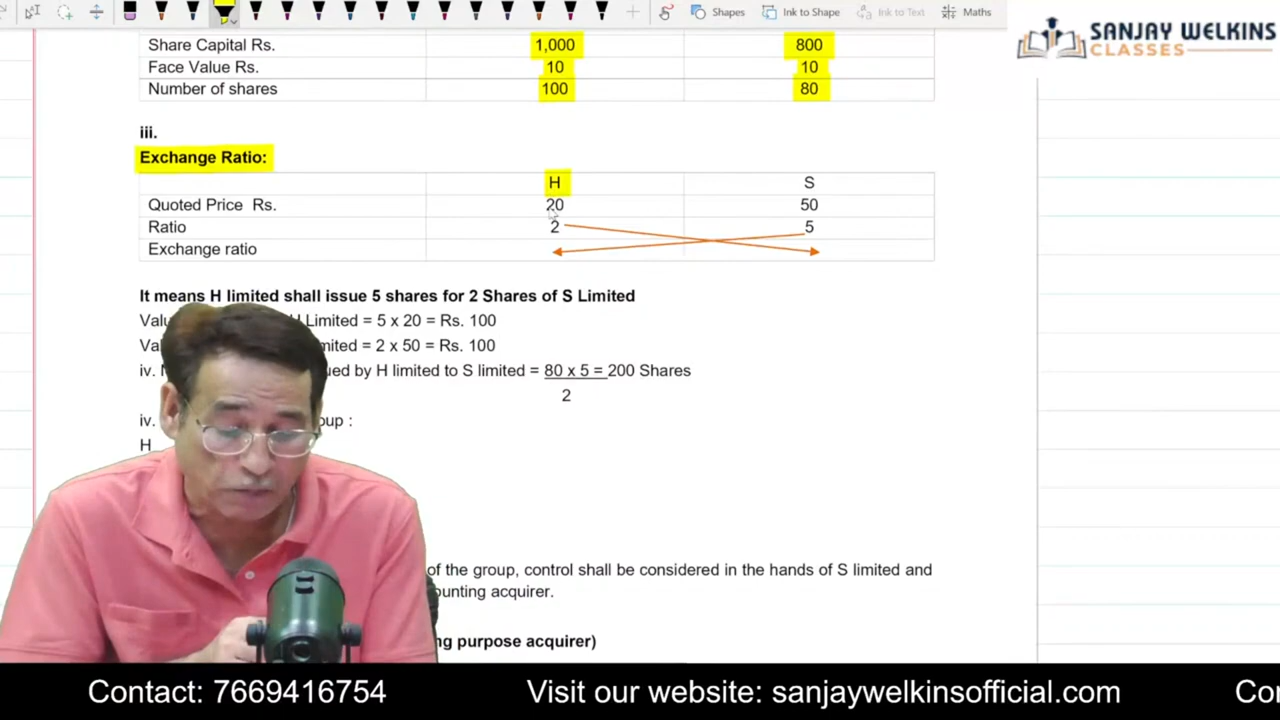 Shapes Ink to Shape Ink to Text Maths
SANJAY WELKINS
CLASSES
Share Capital Rs. 1,000 800
Face Value Rs. 10 10
Number of shares 100 80
iii.
Exchange Ratio:
H S
Quoted Price Rs. 20 50
Ratio 2 5
Exchange ratio
It means H limited shall issue 5 shares for 2 Shares of S Limited
Limited = 5 x 20 = Rs. 100
= 2 x 50 = Rs. 100
iv. by H limited to S limited = 80 x 5 = 200 Shares
2
iv. :
H
of the group, control shall be considered in the hands of S limited and
acquirer.
purpose acquirer)
Contact: 7669416754 Visit our website: sanjaywelkinsofficial.com